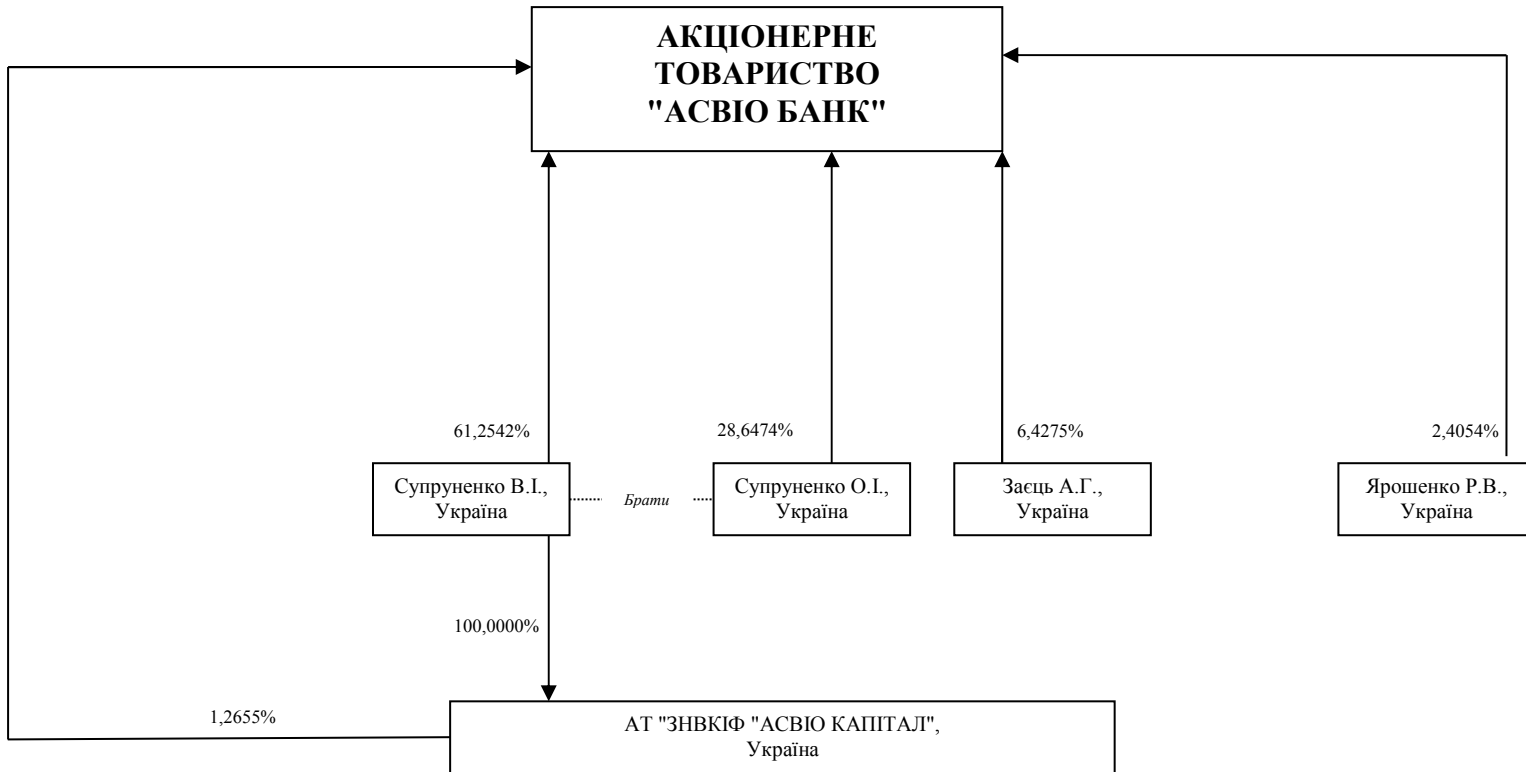 АКЦІОНЕРНЕ
ТОВАРИСТВО
"АСВІО БАНК"
61,2542%
28,6474%
6,4275%
2,4054%
Супруненко В.І.,
Україна
Брати
Супруненко О.І.,
Україна
Заєць А.Г.,
Україна
Ярошенко Р.В.,
Україна
100,0000%
1,2655%
АТ "ЗНВКІФ "АСВІО КАПІТАЛ",
Україна